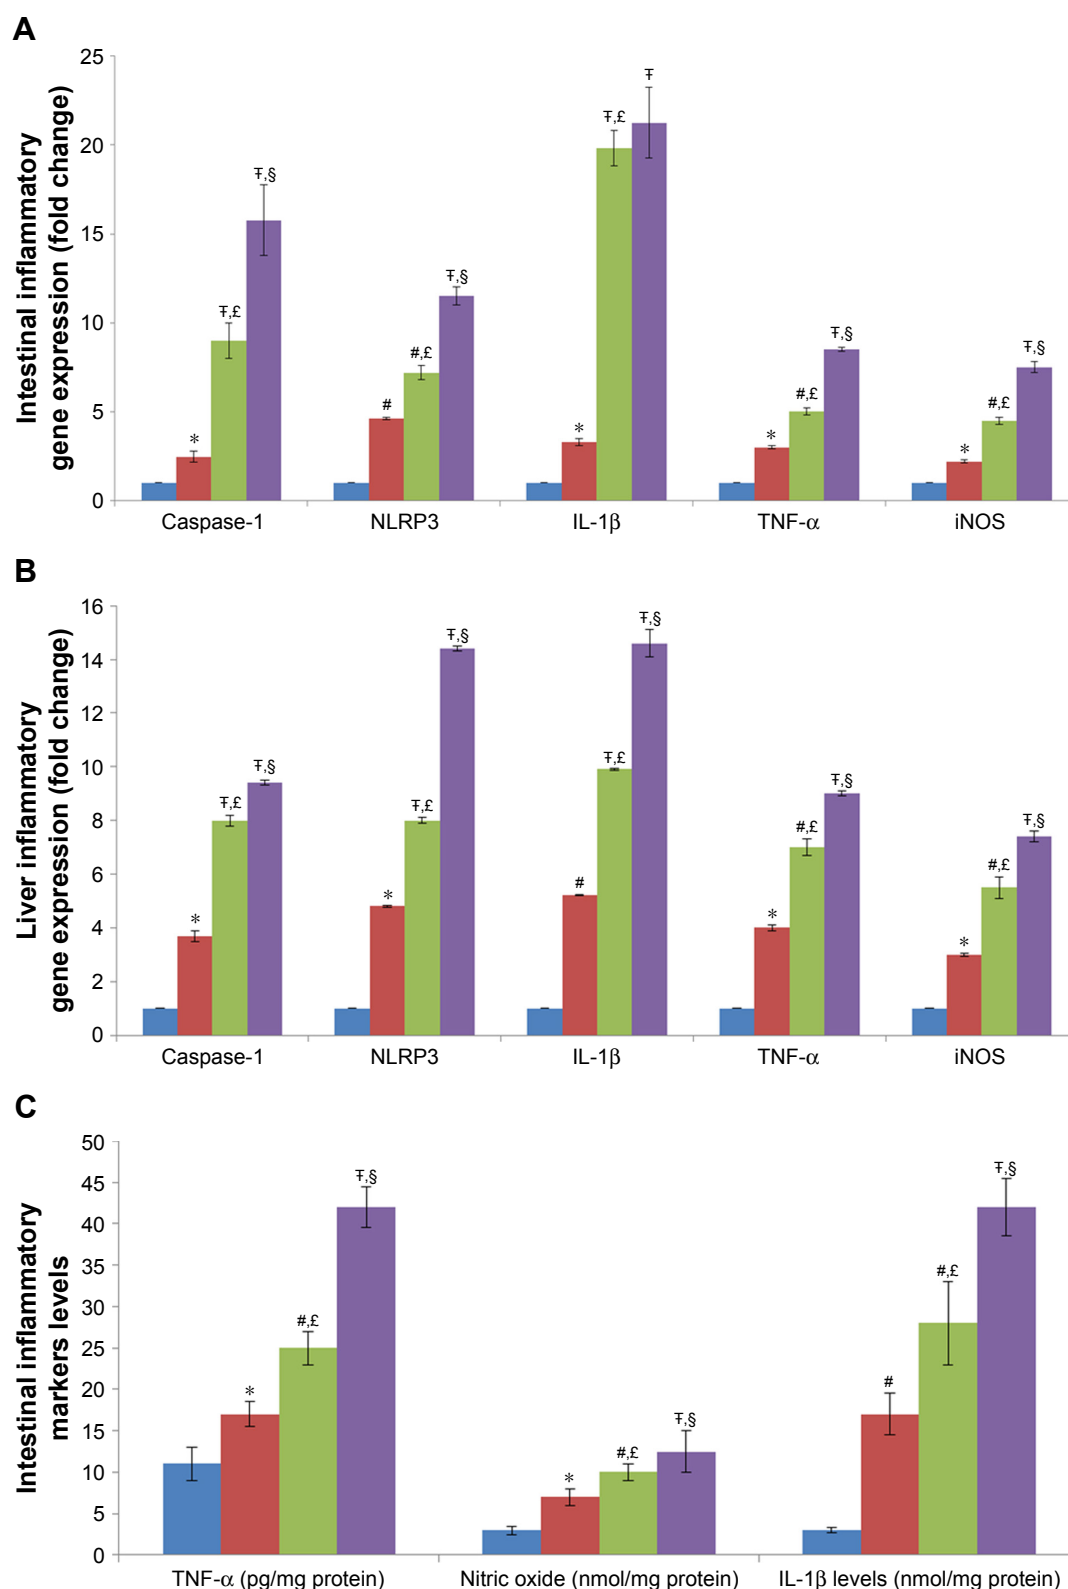 A
Intestinal inflammatory
gene expression (fold change)
25
20
15
10
5
0
*
Ŧ,£
Ŧ,§
#
#,£
Ŧ,§
*
Ŧ,£
Ŧ
*
#,£
Ŧ,§
*
#,£
Ŧ,§
Caspase-1 NLRP3 IL-1β TNF-α iNOS
B
Liver inflammatory
gene expression (fold change)
16
14
12
10
8
6
4
2
0
*
Ŧ,£
Ŧ,§
*
Ŧ,£
Ŧ,§
#
Ŧ,£
Ŧ,§
*
#,£
Ŧ,§
*
#,£
Ŧ,§
Caspase-1 NLRP3 IL-1β TNF-α iNOS
C
Intestinal inflammatory
markers levels
50
45
40
35
30
25
20
15
10
5
0
*
#,£
Ŧ,§
*
#,£
Ŧ,§
#
#,£
Ŧ,§
TNF-α (pg/mg protein) Nitric oxide (nmol/mg protein) IL-1β levels (nmol/mg protein)